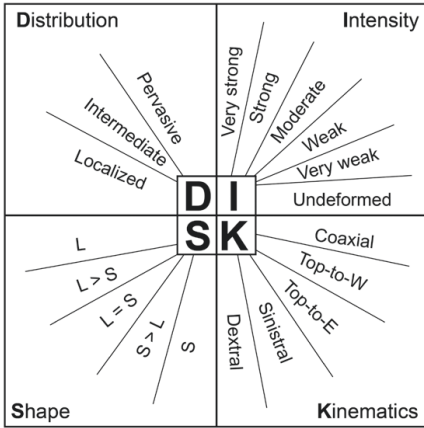 Distribution
Intensity
Pervasive
Intermediate
Localized
Very strong
Strong
Moderate
Weak
Very weak
Undeformed
D I
S K
L
L > S
L = S
S > L
S
Coaxial
Top-to-W
Top-to-E
Sinistral
Dextral
Shape
Kinematics